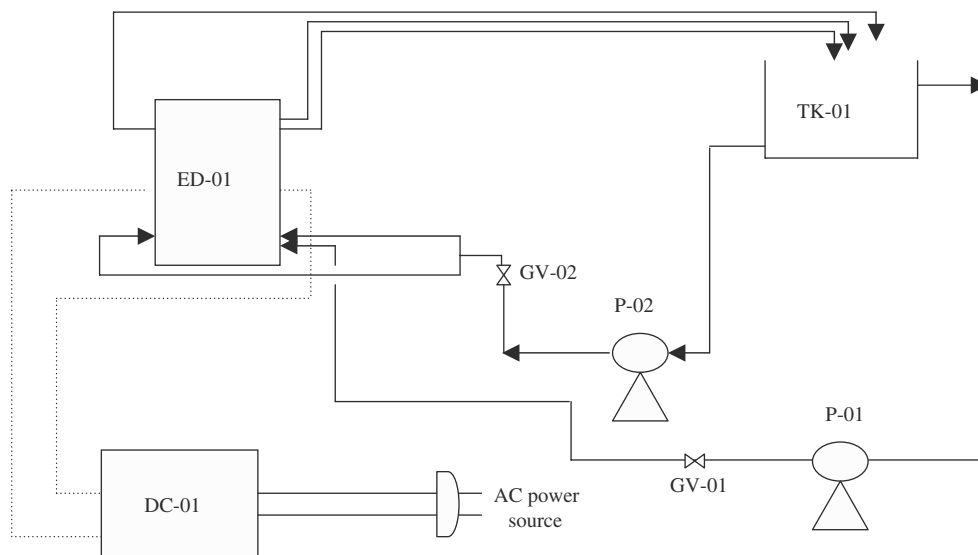 TK-01
ED-01
GV-02
P-02
P-01
GV-01
DC-01
AC power
source